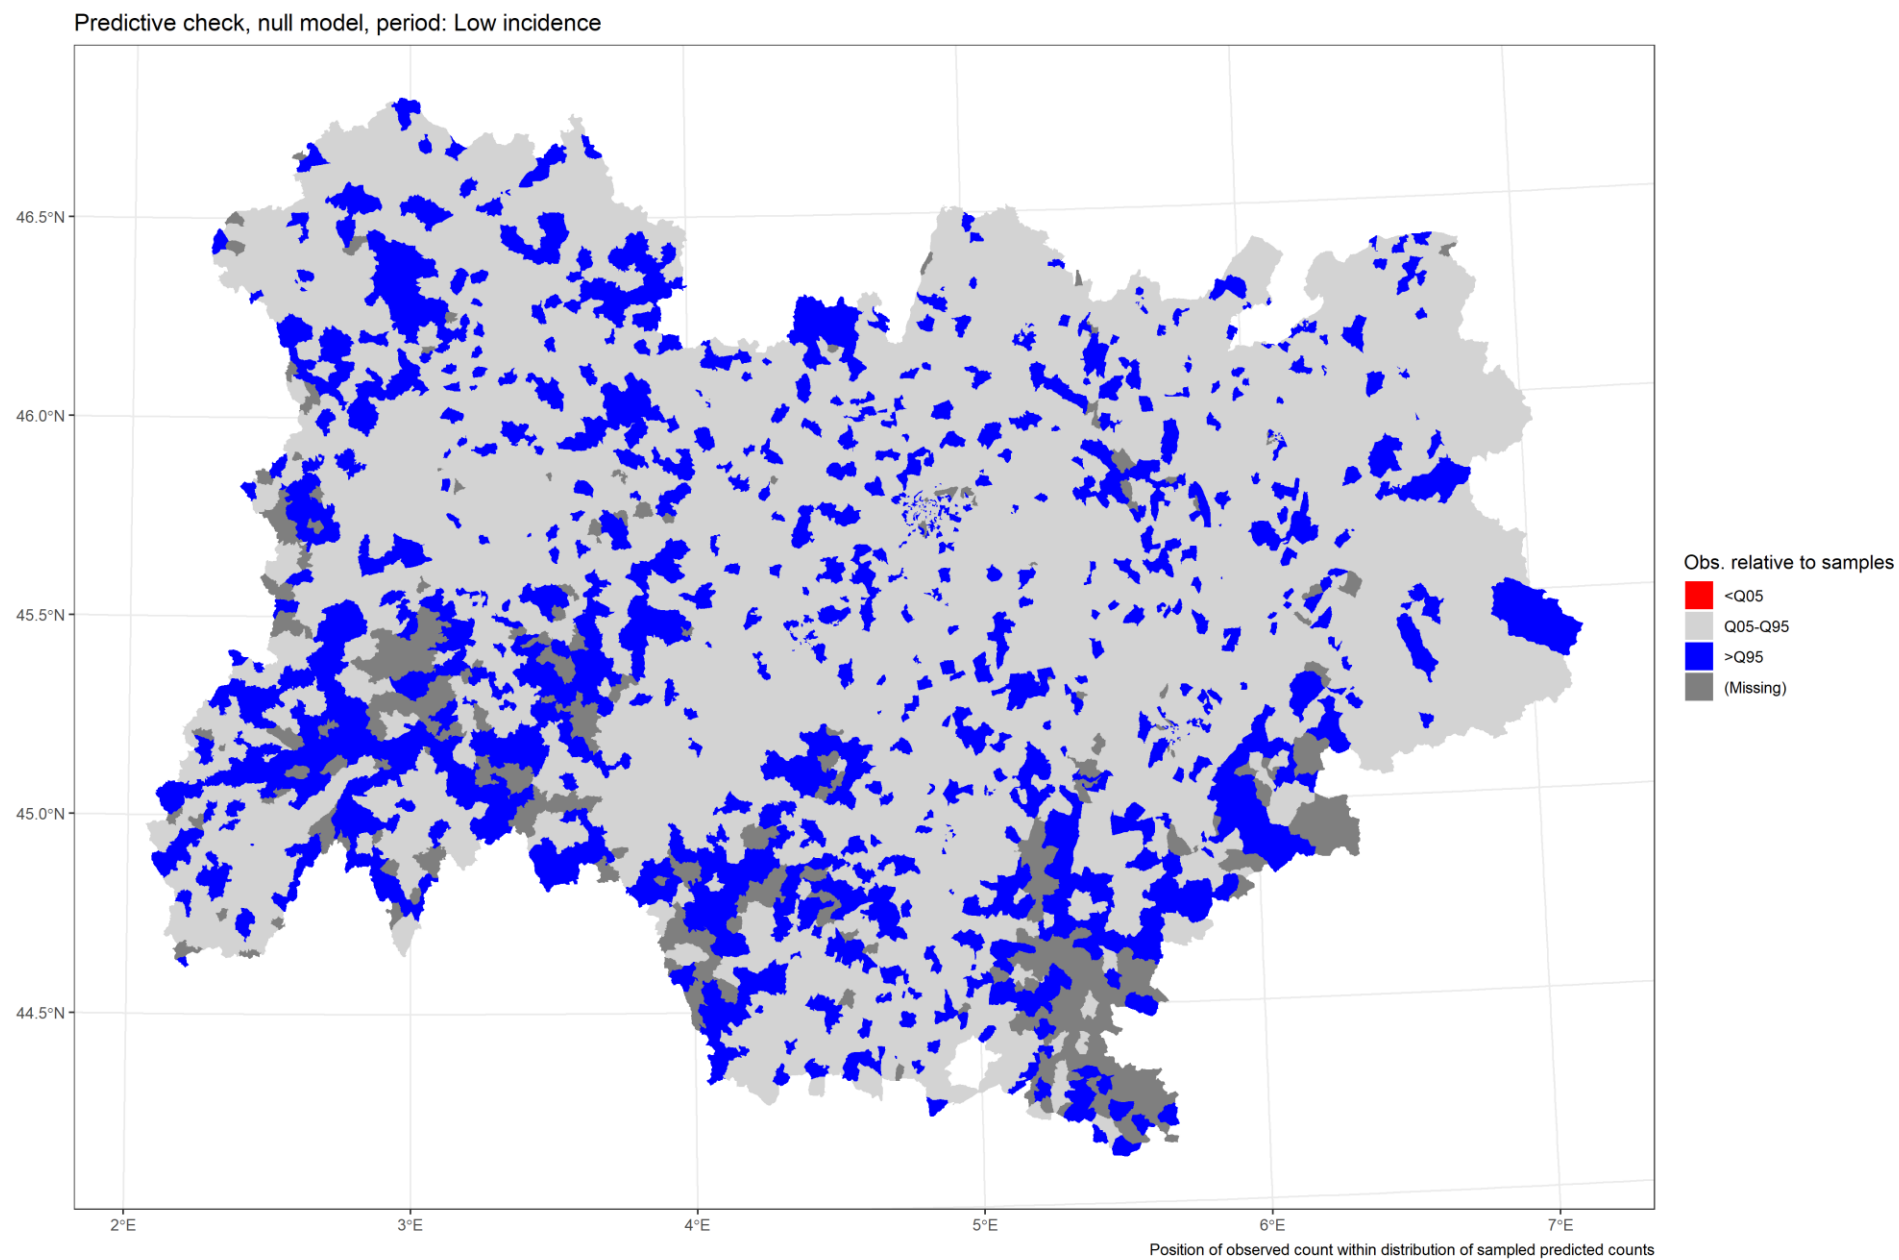 Predictive check, null model, period: Low incidence
46.5°N
46.0°N
45.5°N
45.0°N
44.5°N
2°E
3°E
4°E
5°E
6°E
7°E
Obs. relative to samples
<Q05
Q05-Q95
>Q95
(Missing)
Position of observed count within distribution of sampled predicted counts